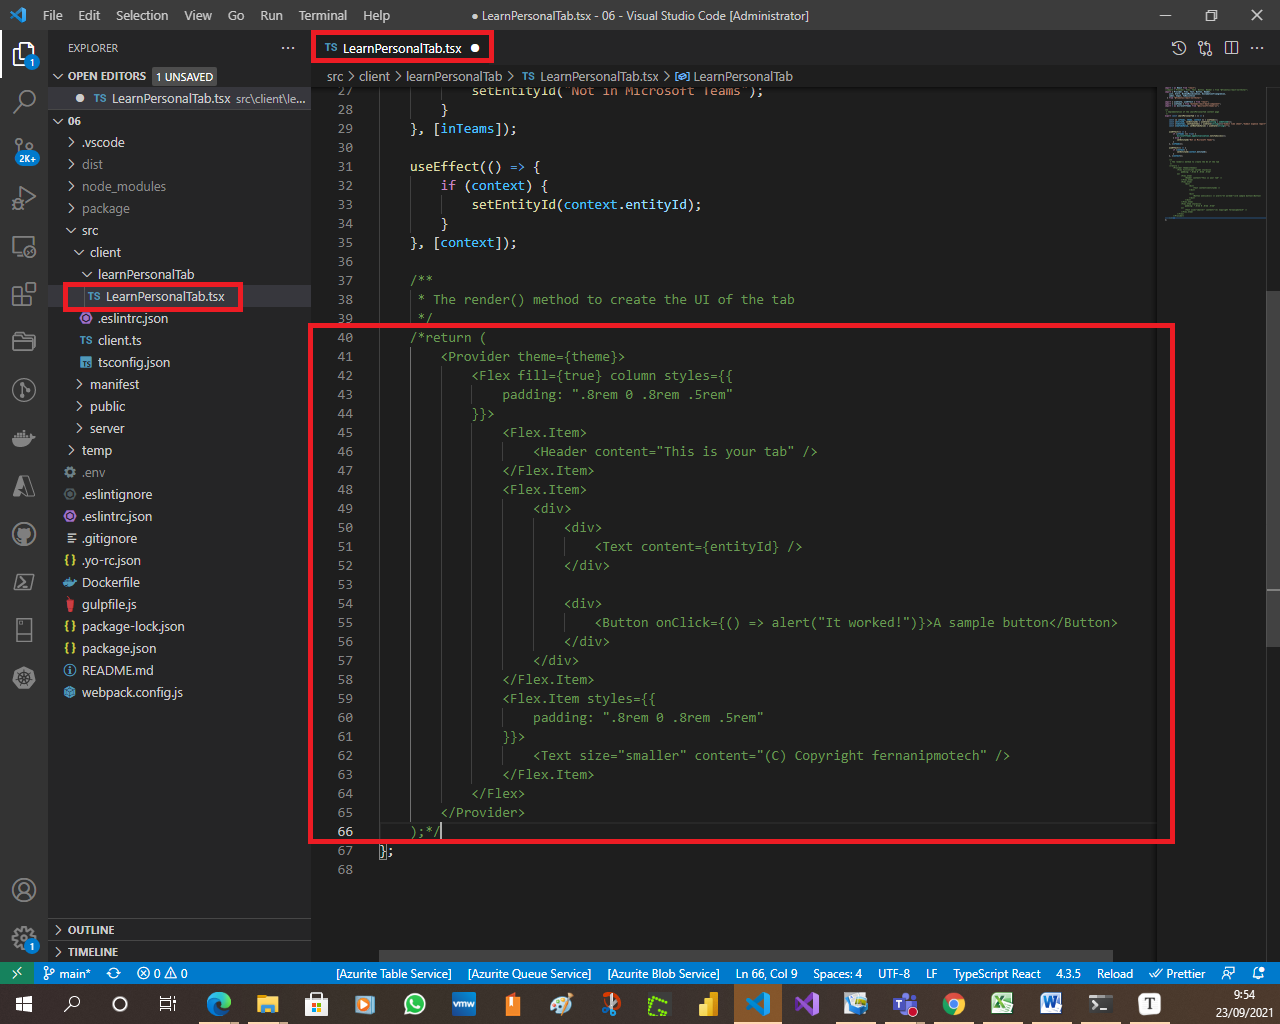 File Edit Selection View Go Run Terminal Help
● LearnPersonalTab.tsx - 06 - Visual Studio Code [Administrator]
EXPLORER
OPEN EDITORS 1 UNSAVED
TS LearnPersonalTab.tsx src\client\le...
06
.vscode
dist
node_modules
package
src
client
learnPersonalTab
TS LearnPersonalTab.tsx
.eslintrc.json
TS client.ts
tsconfig.json
manifest
public
server
temp
.env
.eslintignore
.eslintrc.json
.gitignore
{} .yo-rc.json
Dockerfile
gulpfile.js
{} package-lock.json
{} package.json
README.md
webpack.config.js
OUTLINE
TIMELINE
1
2K+
1
TS LearnPersonalTab.tsx ●
src > client > learnPersonalTab > TS LearnPersonalTab.tsx > LearnPersonalTab
27 setEntityId("Not in Microsoft Teams");
28 }
29 }, [inTeams]);
30
31 useEffect(() => {
32 if (context) {
33 setEntityId(context.entityId);
34 }
35 }, [context]);
36
37 /**
38 * The render() method to create the UI of the tab
39 */
40 /*return (
41 <Provider theme={theme}>
42 <Flex fill={true} column styles={{
43 padding: ".8rem 0 .8rem .5rem"
44 }}>
45 <Flex.Item>
46 <Header content="This is your tab" />
47 </Flex.Item>
48 <Flex.Item>
49 <div>
50 <div>
51 <Text content={entityId} />
52 </div>
53
54 <div>
55 <Button onClick={() => alert("It worked!")}>A sample button</Button>
56 </div>
57 </div>
58 </Flex.Item>
59 <Flex.Item styles={{
60 padding: ".8rem 0 .8rem .5rem"
61 }}>
62 <Text size="smaller" content="(C) Copyright fernanipmotech" />
63 </Flex.Item>
64 </Flex>
65 </Provider>
66 );*/
67 };
68
main* 0 0 [Azurite Table Service] [Azurite Queue Service] [Azurite Blob Service] Ln 66, Col 9 Spaces: 4 UTF-8 LF TypeScript React 4.3.5 Reload Prettier
vmw
T
9:54
23/09/2021